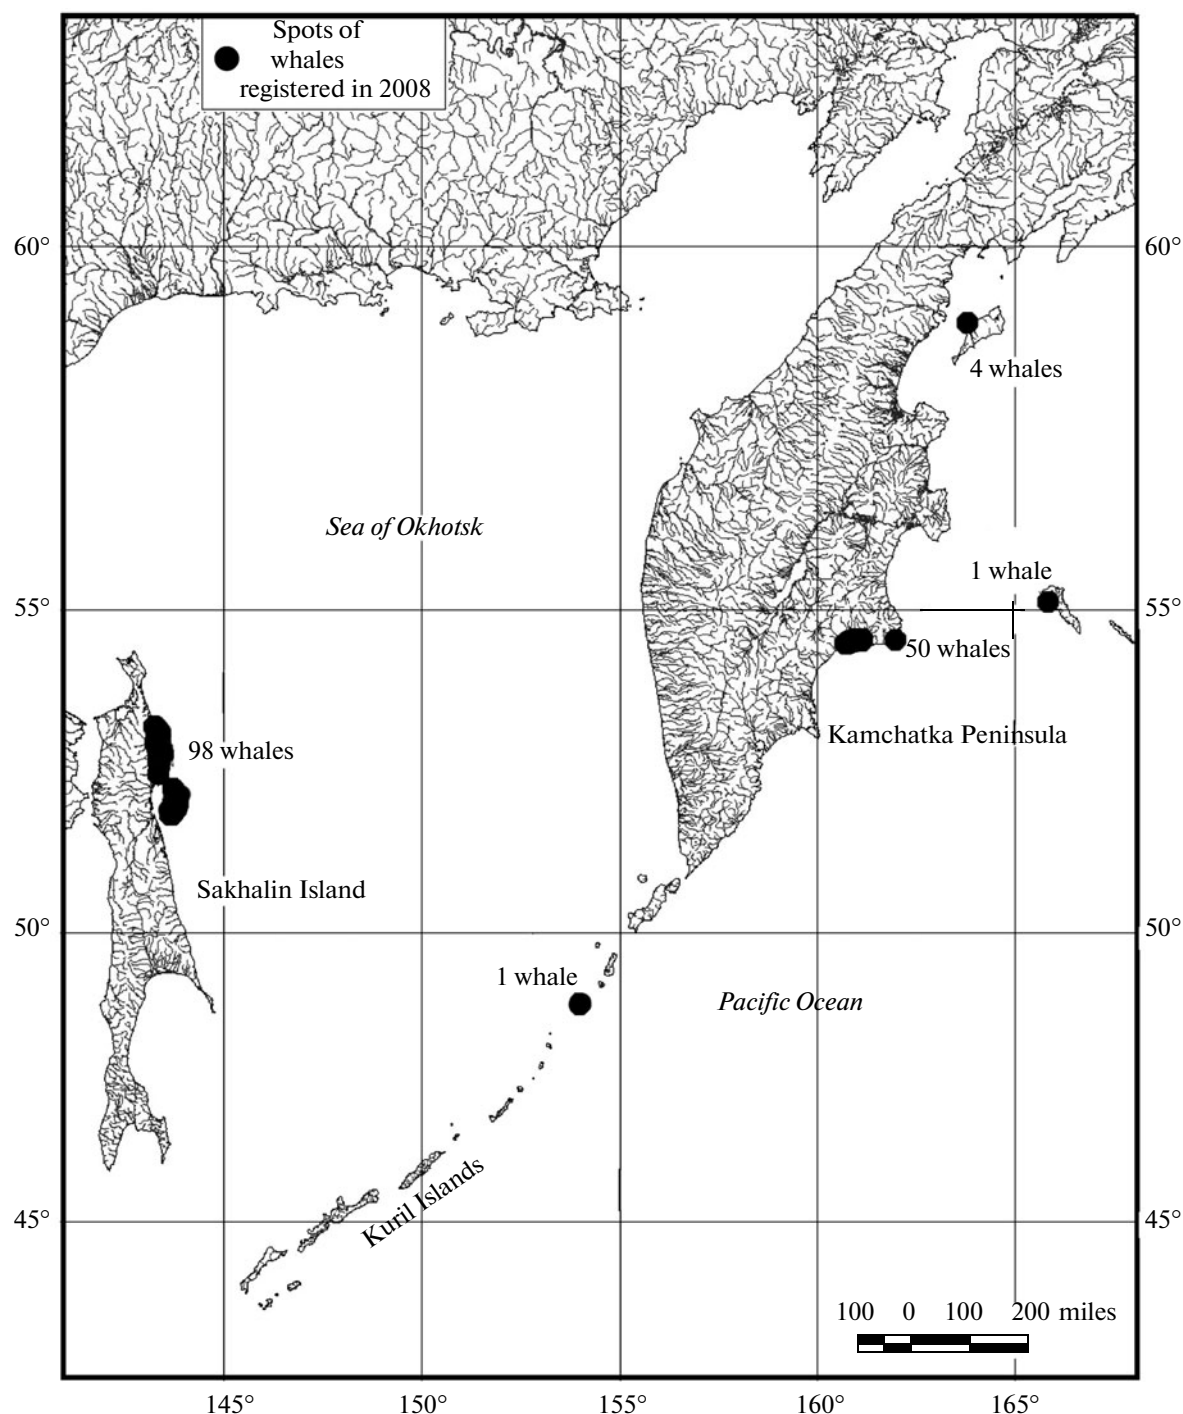 Spots of
whales
registered in 2008
60°
60°
4 whales
Sea of Okhotsk
1 whale
55°
55°
50 whales
Kamchatka Peninsula
98 whales
Sakhalin Island
50°
50°
1 whale
Pacific Ocean
Kuril Islands
45°
45°
100 0 100 200 miles
145° 150° 155° 160° 165°